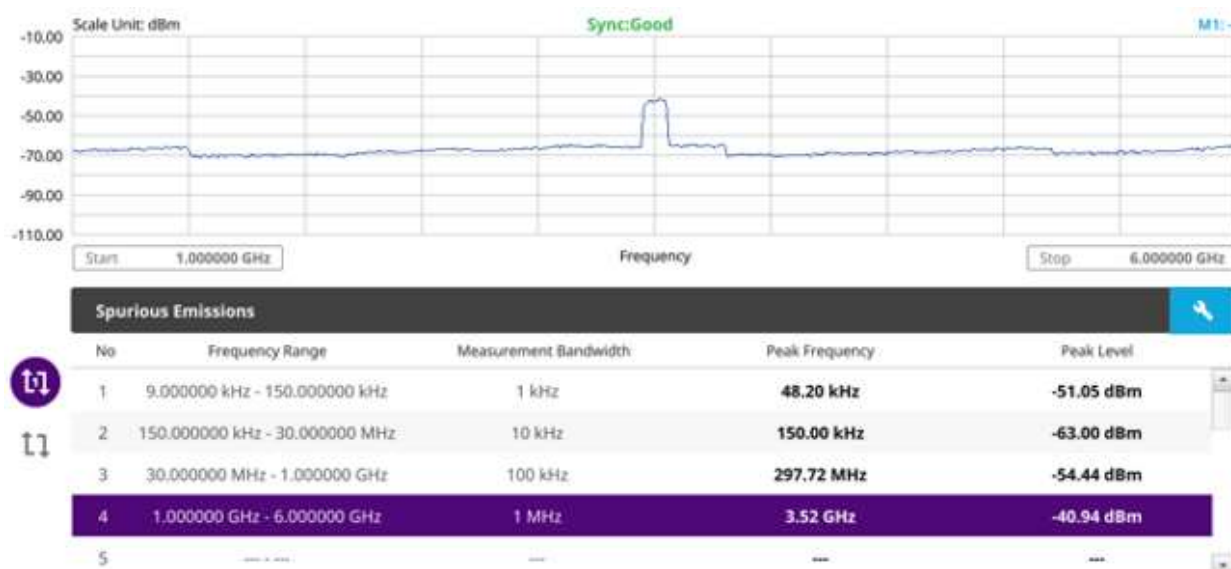 Scale Unit: dBm Sync:Good M1: -
-10.00
-30.00
-50.00
-70.00
-90.00
-110.00
Start 1.000000 GHz Frequency Stop 6.000000 GHz
Spurious Emissions
No Frequency Range Measurement Bandwidth Peak Frequency Peak Level
1 9.000000 kHz - 150.000000 kHz 1 kHz 48.20 kHz -51.05 dBm
2 150.000000 kHz - 30.000000 MHz 10 kHz 150.00 kHz -63.00 dBm
3 30.000000 MHz - 1.000000 GHz 100 kHz 297.72 MHz -54.44 dBm
4 1.000000 GHz - 6.000000 GHz 1 MHz 3.52 GHz -40.94 dBm
5 --- - --- --- --- ---